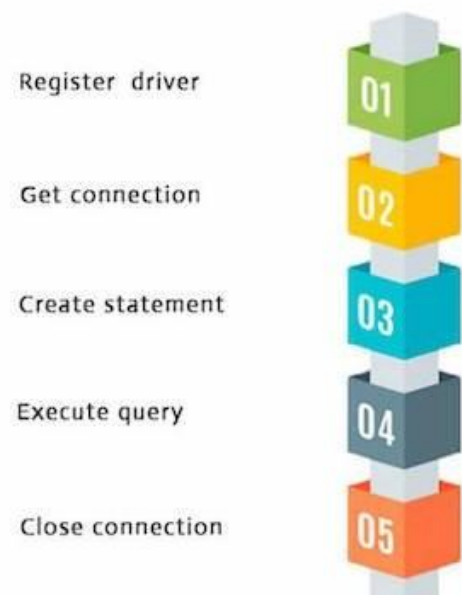 Register driver
01
Get connection
02
Create statement
03
Execute query
04
Close connection
05